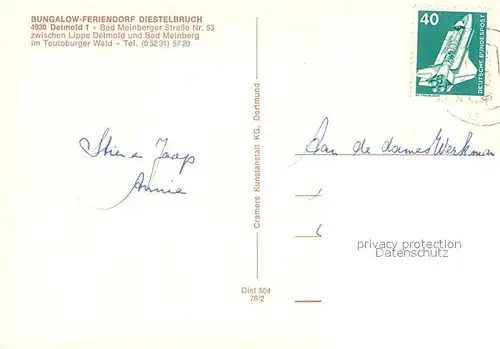 BUNGALOW-FERIENDORF DIESTELBRUCH
4930 Detmold 1 - Bad Meinberger Straße Nr. 53
zwischen Lippe Detmold und Bad Meinberg
im Teutoburger Wald - Tel. (0 52 31) 57 20
40
DEUTSCHE BUNDESPOST
Cramers Kunstanstalt KG, Dortmund
Aan de dames Werkman
Jaap
Annie
privacy protection
Datenschutz
Dist 504
76/2